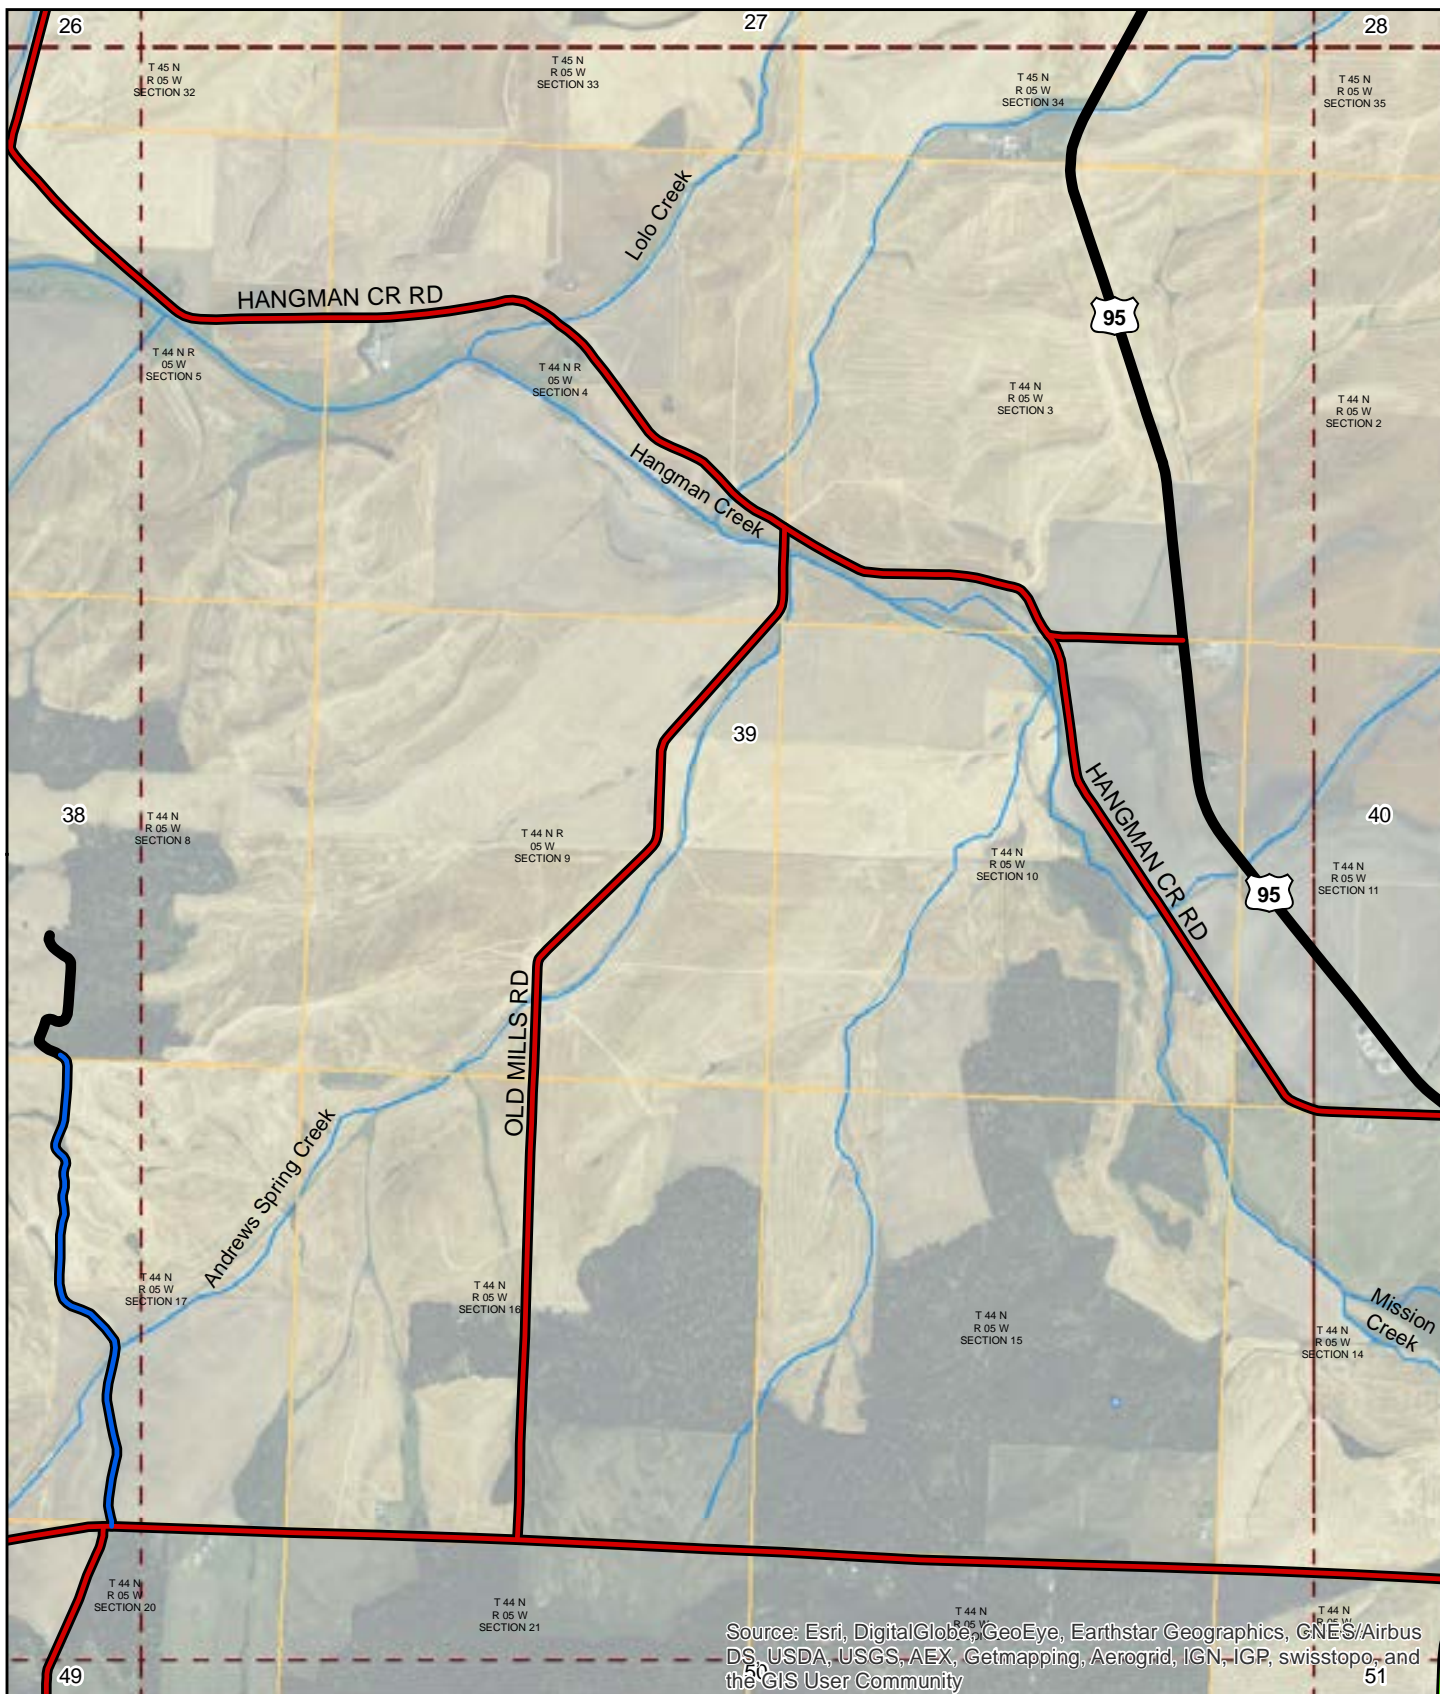 26
27
28
T 45 N
R 05 W
SECTION 32
T 45 N
R 05 W
SECTION 33
T 45 N
R 05 W
SECTION 34
T 45 N
R 05 W
SECTION 35
Lolo Creek
HANGMAN CR RD
95
T 44 N R
05 W
SECTION 5
T 44 N R
05 W
SECTION 4
T 44 N
R 05 W
SECTION 3
T 44 N
R 05 W
SECTION 2
Hangman Creek
39
38
40
T 44 N
R 05 W
SECTION 8
T 44 N R
05 W
SECTION 9
T 44 N
R 05 W
SECTION 10
HANGMAN CR RD
95
T 44 N
R 05 W
SECTION 11
OLD MILLS RD
Andrews Spring Creek
T 44 N
R 05 W
SECTION 17
T 44 N
R 05 W
SECTION 16
T 44 N
R 05 W
SECTION 15
Mission
Creek
T 44 N
R 05 W
SECTION 14
T 44 N
R 05 W
SECTION 20
T 44 N
R 05 W
SECTION 21
T 44 N
R 05 W
T 44 N
R 05 W
Source: Esri, DigitalGlobe, GeoEye, Earthstar Geographics, CNES/Airbus
DS, USDA, USGS, AEX, Getmapping, Aerogrid, IGN, IGP, swisstopo, and
the GIS User Community
49
50
51